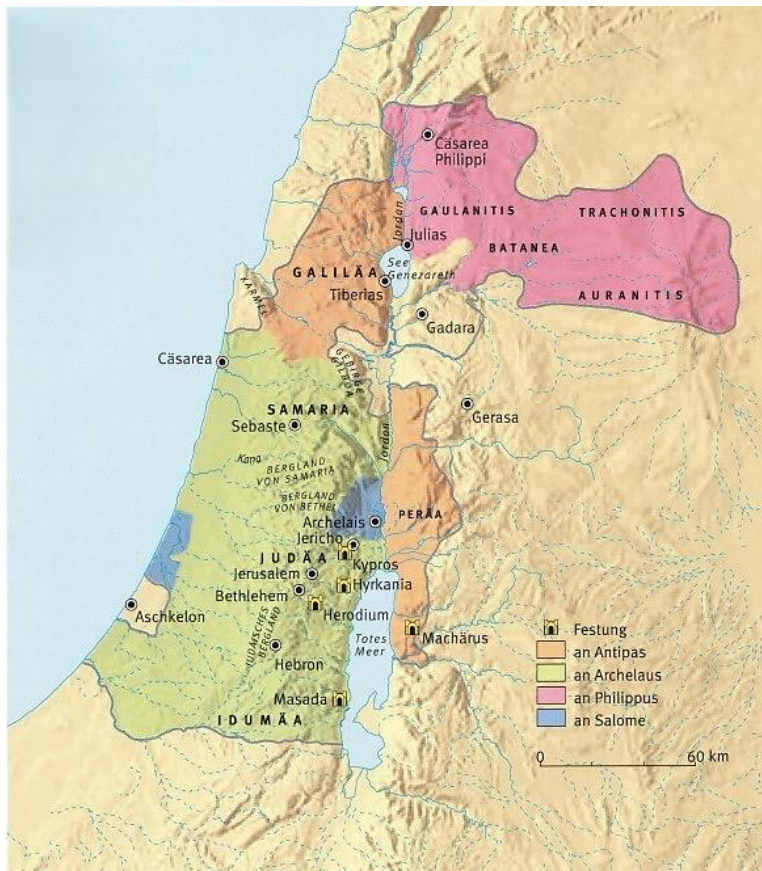 Cäsarea
Philippi
GAULANITIS
TRACHONITIS
Jordan
Julias
BATANEA
See
Genezareth
GALILÄA
Tiberias
AURANITIS
KARMEL
Gadara
Cäsarea
GEBIRGE
GILBOA
SAMARIA
Gerasa
Sebaste
Jordan
Kana
BERGLAND
VON SAMARIA
BERGLAND
VON BETHEL
PERÄA
Archelais
Jericho
JUDÄA
Kypros
Jerusalem
Hyrkania
Bethlehem
Aschkelon
Herodium
JUDÄISCHES
BERGLAND
Totes
Meer
Machärus
Hebron
Masada
IDUMÄA
Festung
an Antipas
an Archelaus
an Philippus
an Salome
0 60 km